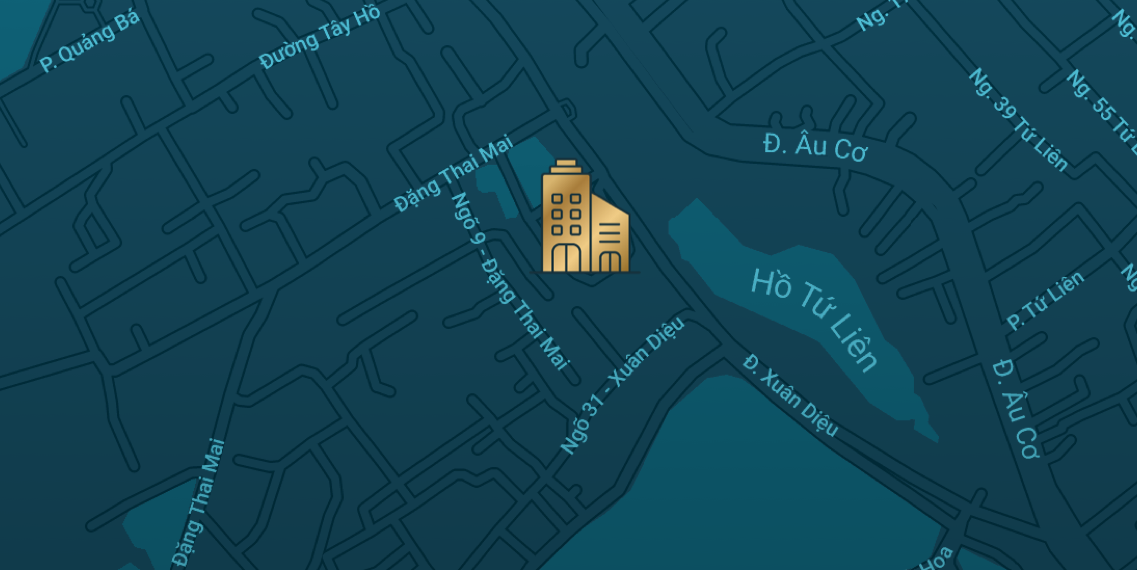 P. Quảng Bá
Đường Tây Hồ
Ng. 39 Tứ Liên
Đ. Âu Cơ
Đặng Thai Mai
Ngõ 9 - Đặng Thai Mai
Hồ Tứ Liên
P. Tứ Liên
Ngõ 31 - Xuân Diệu
Đ. Xuân Diệu
Đ. Âu Cơ
Đặng Thai Mai
Hoa
Ng. 55 Tứ